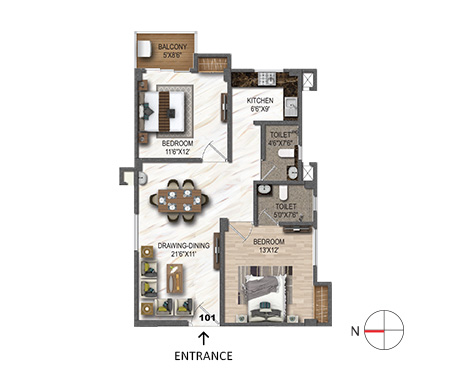 BALCONY
5'X8'6"
KITCHEN
6'6"X9'
BEDROOM
11'6"X12'
TOILET
4'6"X7'6"
TOILET
5'0"X7'6"
DRAWING-DINING
21'6"X11'
BEDROOM
13'X12'
101
N
ENTRANCE